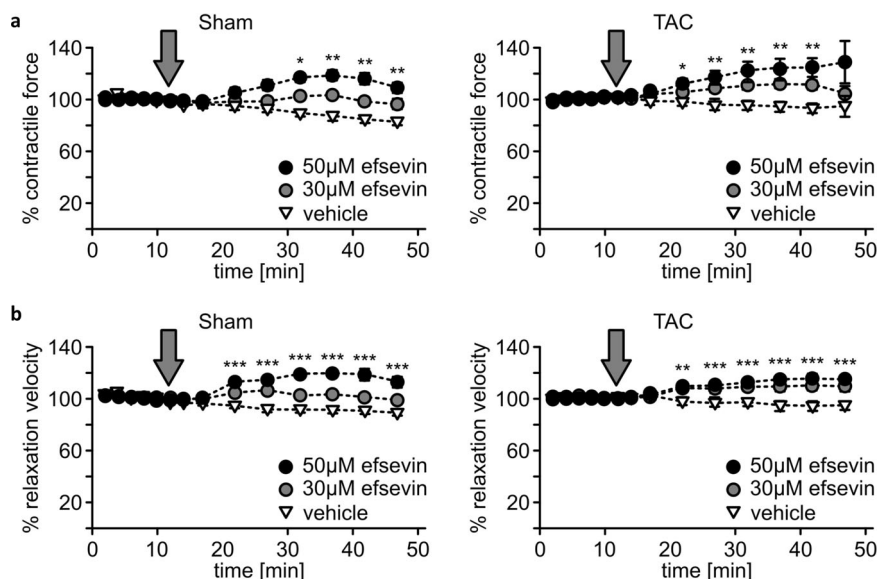 a
Sham
% contractile force
140
120
100
80
60
40
20
* ** ** **
50µM efsevin
30µM efsevin
vehicle
0 10 20 30 40 50
time [min]
TAC
% contractile force
140
100
60
20
* ** ** ** **
50µM efsevin
30µM efsevin
vehicle
0 10 20 30 40 50
time [min]
b
Sham
% relaxation velocity
140
100
60
20
*** *** *** *** *** ***
50µM efsevin
30µM efsevin
vehicle
0 10 20 30 40 50
time [min]
TAC
% relaxation velocity
140
100
60
20
** *** *** *** *** ***
50µM efsevin
30µM efsevin
vehicle
0 10 20 30 40 50
time [min]